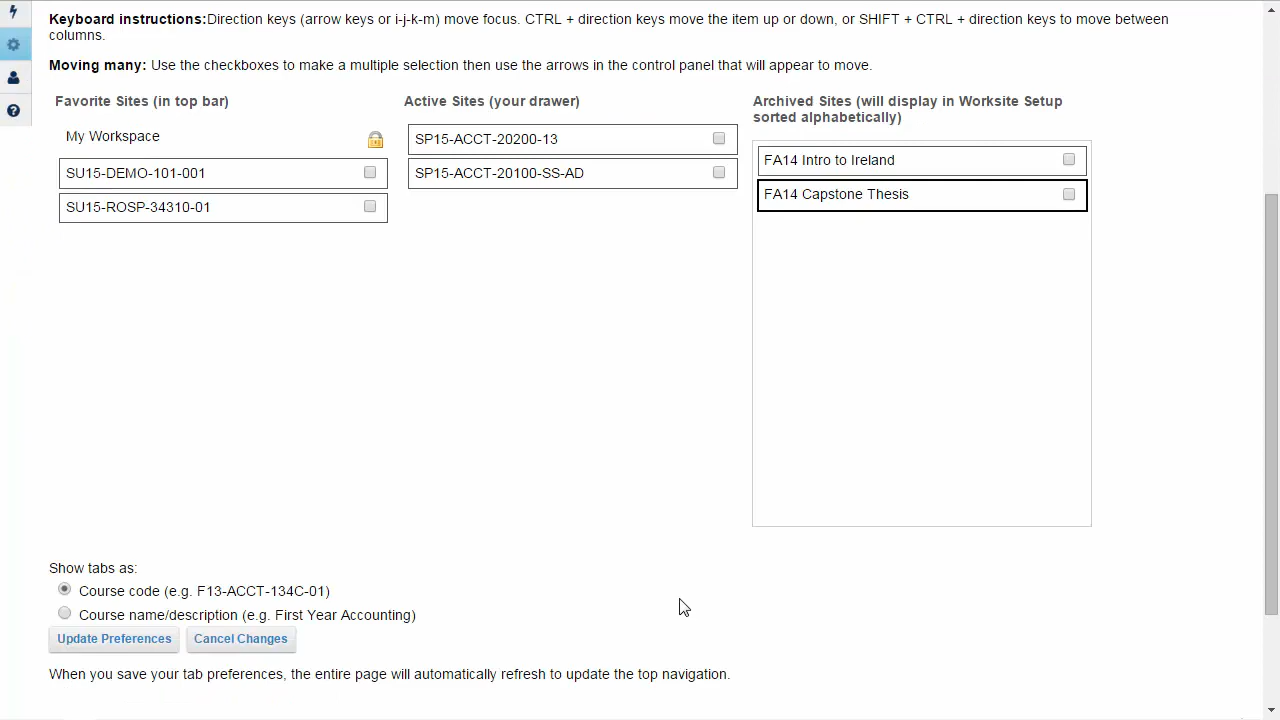 Keyboard instructions:Direction keys (arrow keys or i-j-k-m) move focus. CTRL + direction keys move the item up or down, or SHIFT + CTRL + direction keys to move between
columns.
Moving many: Use the checkboxes to make a multiple selection then use the arrows in the control panel that will appear to move.
Favorite Sites (in top bar)
My Workspace
SU15-DEMO-101-001
SU15-ROSP-34310-01
Active Sites (your drawer)
SP15-ACCT-20200-13
SP15-ACCT-20100-SS-AD
Archived Sites (will display in Worksite Setup
sorted alphabetically)
FA14 Intro to Ireland
FA14 Capstone Thesis
Show tabs as:
Course code (e.g. F13-ACCT-134C-01)
Course name/description (e.g. First Year Accounting)
Update Preferences
Cancel Changes
When you save your tab preferences, the entire page will automatically refresh to update the top navigation.